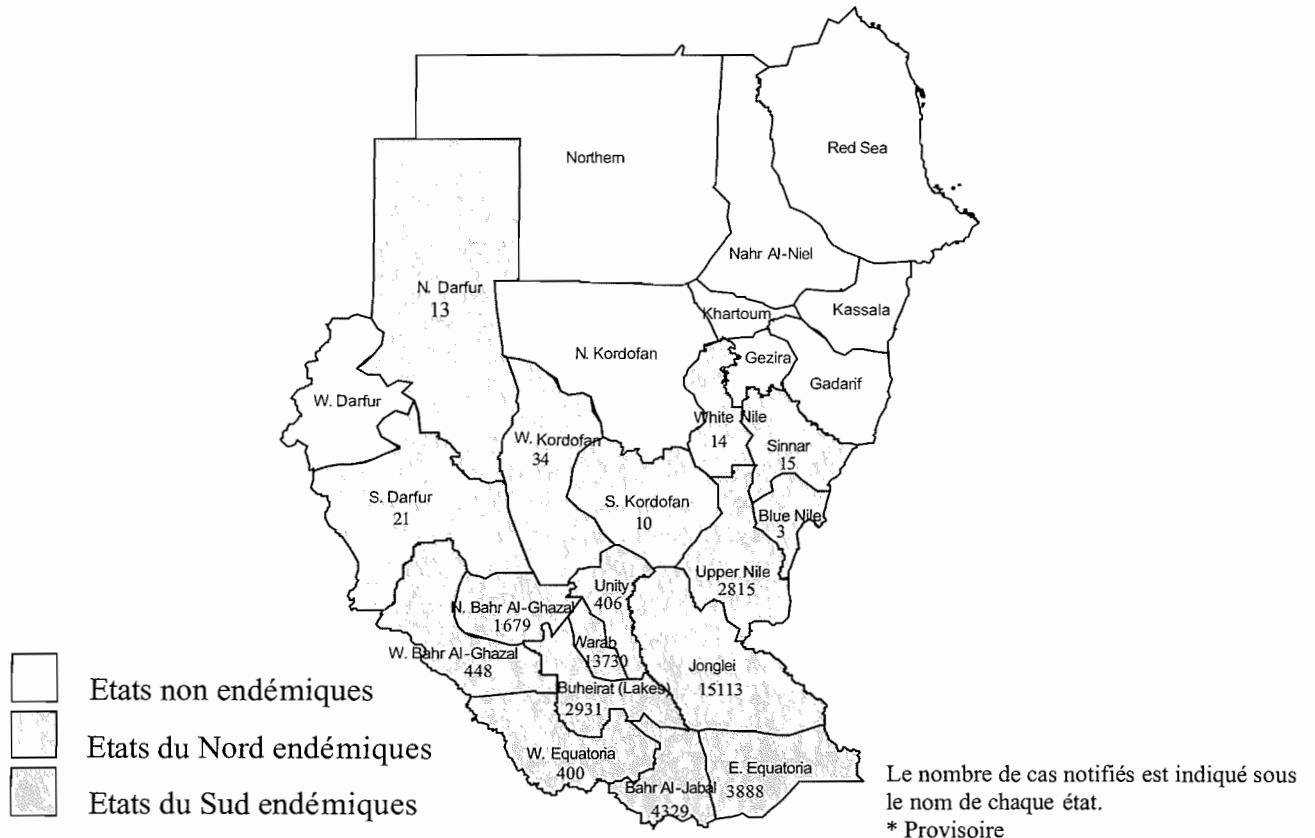 Red Sea
Northern
Nahr Al-Niel
N. Darfur
13
Khartoum
Kassala
N. Kordofan
Gezira
Gadarif
W. Darfur
White Nile
14
W. Kordofan
34
Sinnar
15
S. Darfur
21
S. Kordofan
10
Blue Nile
3
Upper Nile
2815
Unity
406
N. Bahr Al-Ghazal
1679
Warab
13730
W. Bahr Al-Ghazal
448
Jonglei
15113
Buheirat (Lakes)
2931
W. Equatoria
400
E. Equatoria
3888
Bahr Al-Jabal
4329
Etats non endémiques
Etats du Nord endémiques
Etats du Sud endémiques
Le nombre de cas notifiés est indiqué sous
le nom de chaque état.
* Provisoire